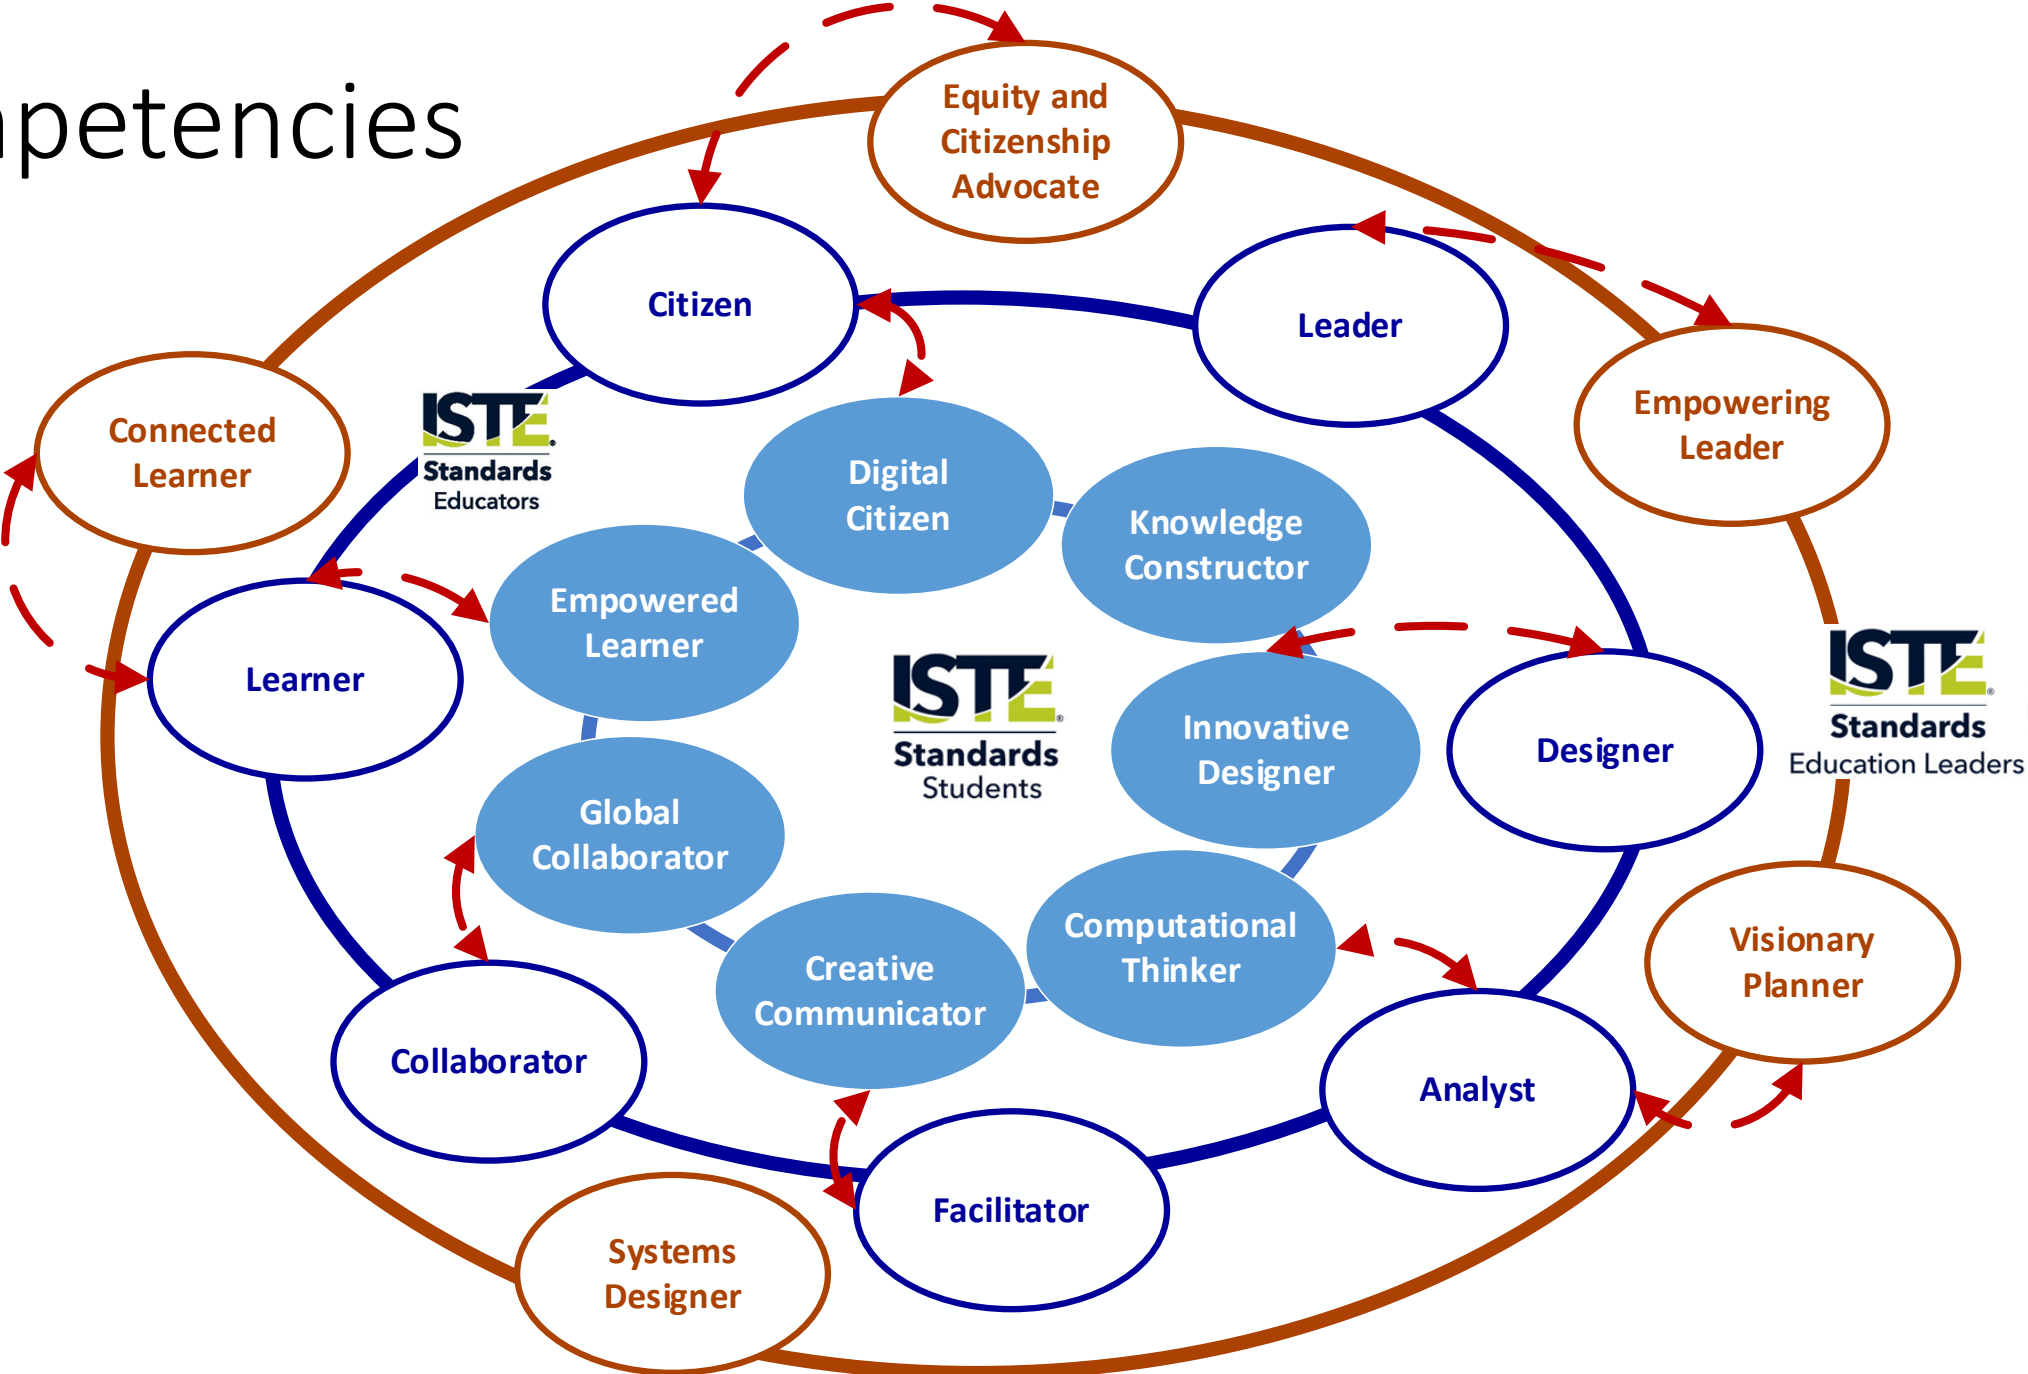 mpetencies
Equity and
Citizenship
Advocate
Citizen
Leader
Connected
Learner
Empowering
Leader
ISTE®
Standards
Educators
Digital
Citizen
Knowledge
Constructor
Empowered
Learner
Learner
ISTE®
Standards
Students
Innovative
Designer
Designer
ISTE®
Standards
Education Leaders
Global
Collaborator
Computational
Thinker
Visionary
Planner
Creative
Communicator
Collaborator
Analyst
Facilitator
Systems
Designer